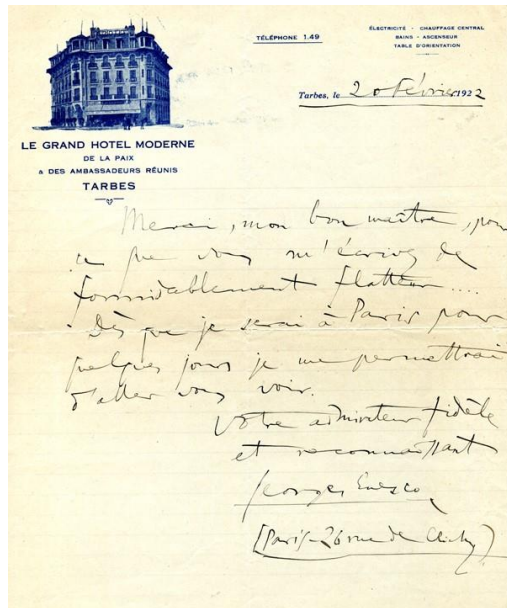 HOTEL
LE GRAND HOTEL MODERNE
DE LA PAIX
& DES AMBASSADEURS RÉUNIS
TARBES
TÉLÉPHONE 1.49
ÉLECTRICITÉ - CHAUFFAGE CENTRAL
BAINS - ASCENSEUR
TABLE D'ORIENTATION
Tarbes, le 20 Février 1922
Merci, mon bon maître, pour
ce que vous m'écrivez de
formidablement flatteur....
Dès que je serai à Paris pour
quelques jours je me permettrai
d'aller vous voir.
Votre admirateur fidèle
et reconnaissant
Georges Enesco
(Paris - 26 rue de Clichy)